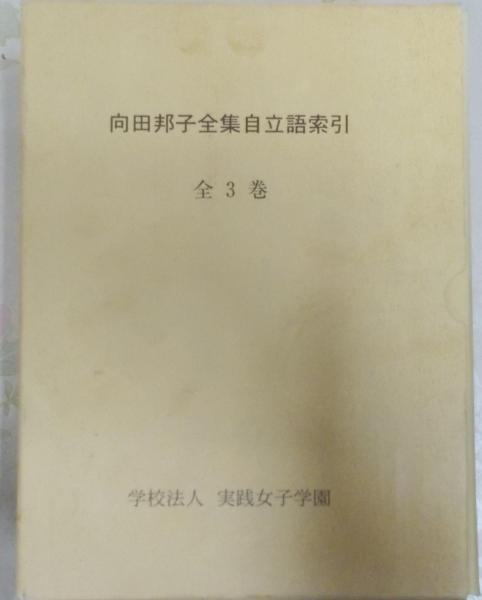 向田邦子全集自立語索引
全 3 巻
学校法人 実践女子学園